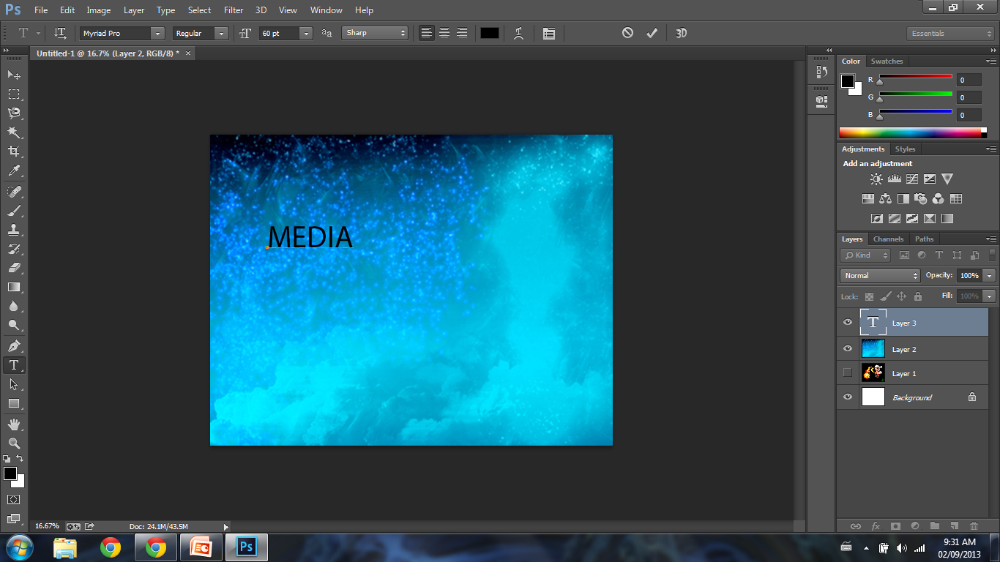 Ps File Edit Image Layer Type Select Filter 3D View Window Help
T Myriad Pro Regular 60 pt aa Sharp 3D Essentials
Untitled-1 @ 16.7% (Layer 2, RGB/8) * ×
Color Swatches
R 0
G 0
B 0
Adjustments Styles
Add an adjustment
MEDIA
Layers Channels Paths
Kind
Normal Opacity: 100%
Lock: Fill: 100%
T Layer 3
Layer 2
Layer 1
Background
16.67% Doc: 24.1M/43.5M
fx
Ps 9:31 AM
02/09/2013